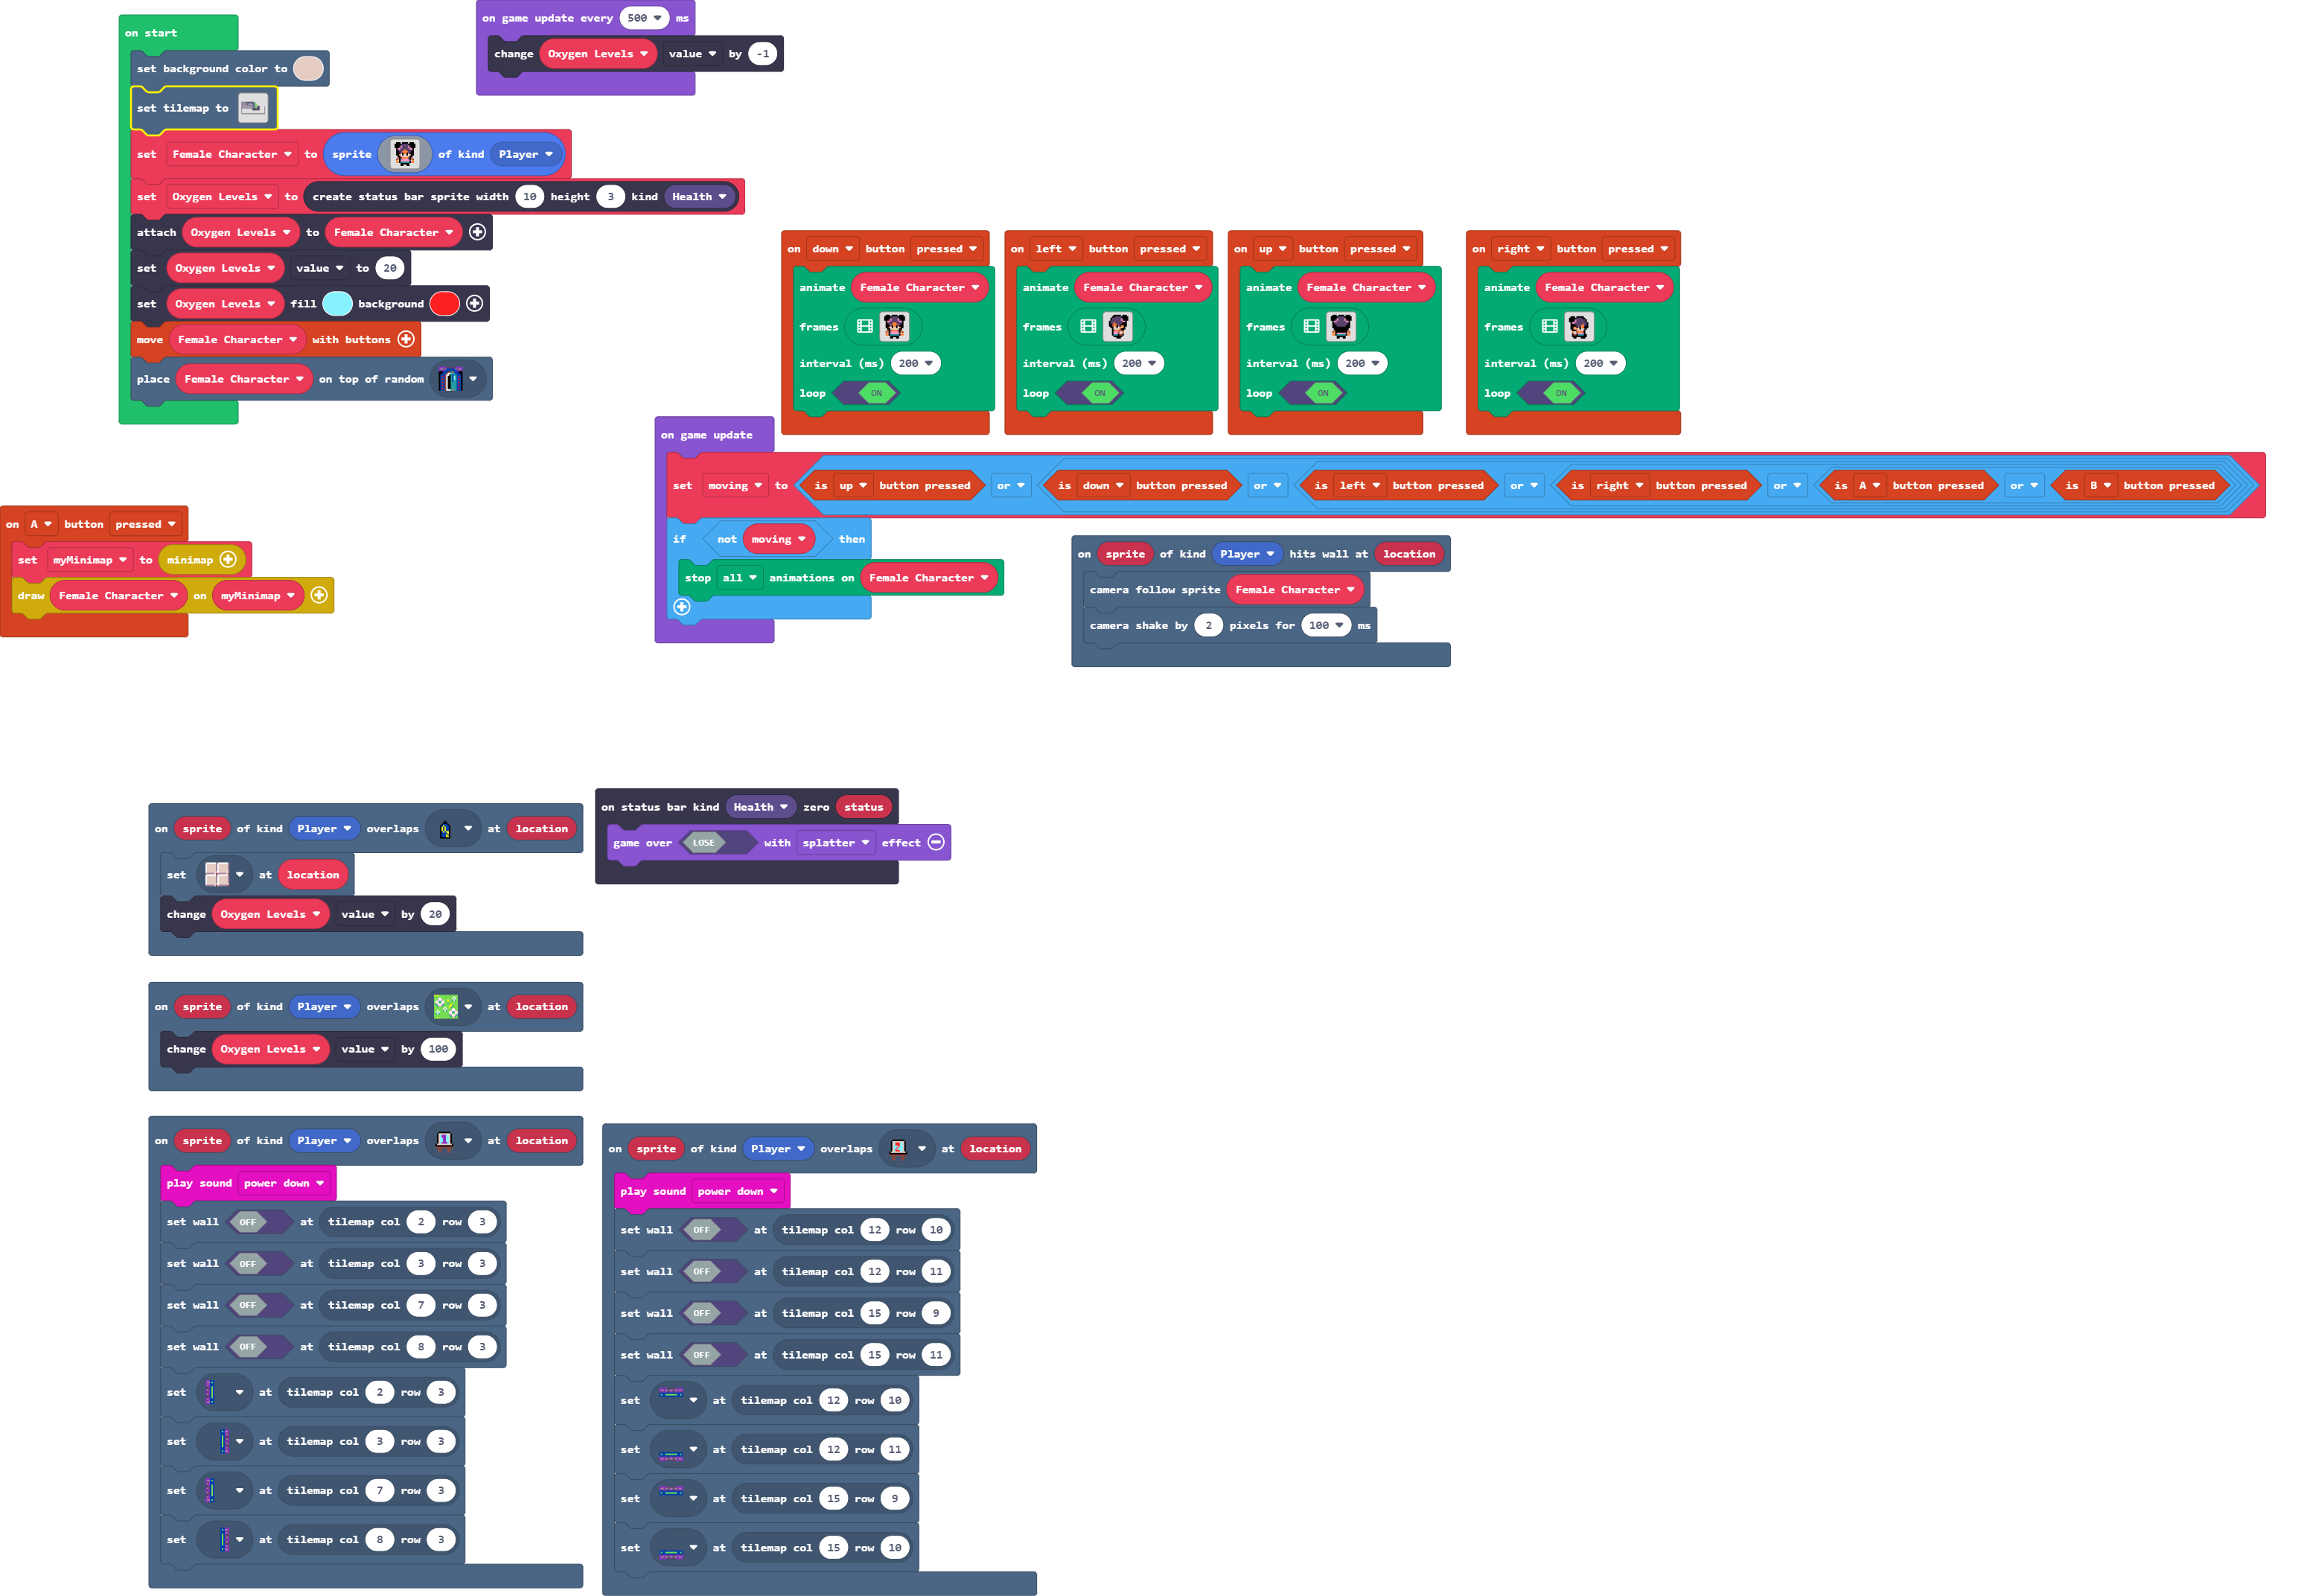 on start
set background color to
set tilemap to
set Female Character to sprite of kind Player
set Oxygen Levels to create status bar sprite width 10 height 3 kind Health
attach Oxygen Levels to Female Character
set Oxygen Levels value to 20
set Oxygen Levels fill background
move Female Character with buttons
place Female Character on top of random
on game update every 500 ms
change Oxygen Levels value by -1
on down button pressed
animate Female Character
frames
interval (ms) 200
loop ON
on left button pressed
animate Female Character
frames
interval (ms) 200
loop ON
on up button pressed
animate Female Character
frames
interval (ms) 200
loop ON
on right button pressed
animate Female Character
frames
interval (ms) 200
loop ON
on game update
set moving to is up button pressed or is down button pressed or is left button pressed or is right button pressed or is A button pressed or is B button pressed
if not moving then
stop all animations on Female Character
on A button pressed
set myMinimap to minimap
draw Female Character on myMinimap
on sprite of kind Player hits wall at location
camera follow sprite Female Character
camera shake by 2 pixels for 100 ms
on sprite of kind Player overlaps at location
set at location
change Oxygen Levels value by 20
on status bar kind Health zero status
game over LOSE with splatter effect
on sprite of kind Player overlaps at location
change Oxygen Levels value by 100
on sprite of kind Player overlaps 1 at location
play sound power down
set wall OFF at tilemap col 2 row 3
set wall OFF at tilemap col 3 row 3
set wall OFF at tilemap col 7 row 3
set wall OFF at tilemap col 8 row 3
set at tilemap col 2 row 3
set at tilemap col 3 row 3
set at tilemap col 7 row 3
set at tilemap col 8 row 3
on sprite of kind Player overlaps 2 at location
play sound power down
set wall OFF at tilemap col 12 row 10
set wall OFF at tilemap col 12 row 11
set wall OFF at tilemap col 15 row 9
set wall OFF at tilemap col 15 row 11
set at tilemap col 12 row 10
set at tilemap col 12 row 11
set at tilemap col 15 row 9
set at tilemap col 15 row 10